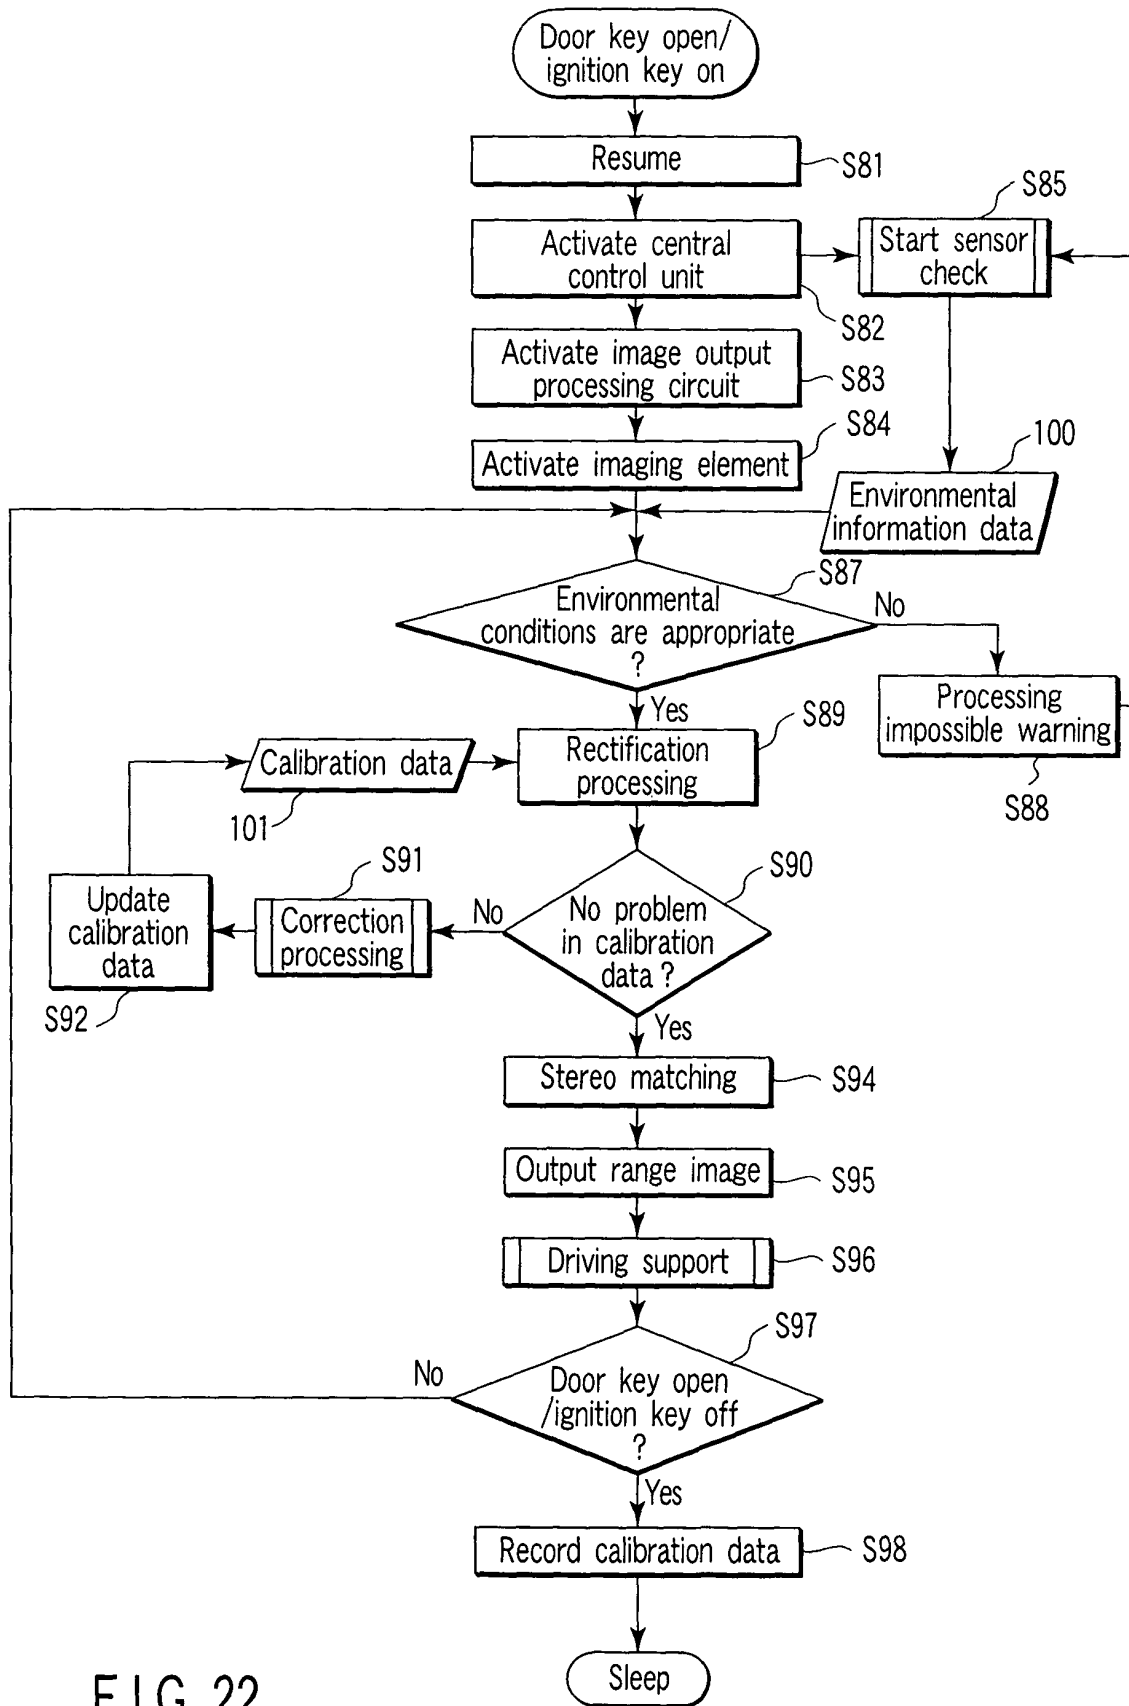 Door key open/
ignition key on
Resume
S81
Activate central
control unit
S82
Start sensor
check
S85
Activate image output
processing circuit
S83
Activate imaging element
S84
Environmental
information data
100
Environmental
conditions are appropriate
?
S87
No
Yes
Processing
impossible warning
S88
Calibration data
101
Rectification
processing
S89
Update
calibration
data
S92
Correction
processing
S91
No
No problem
in calibration
data ?
S90
Yes
Stereo matching
S94
Output range image
S95
Driving support
S96
Door key open
/ignition key off
?
S97
No
Yes
Record calibration data
S98
Sleep
FIG. 22